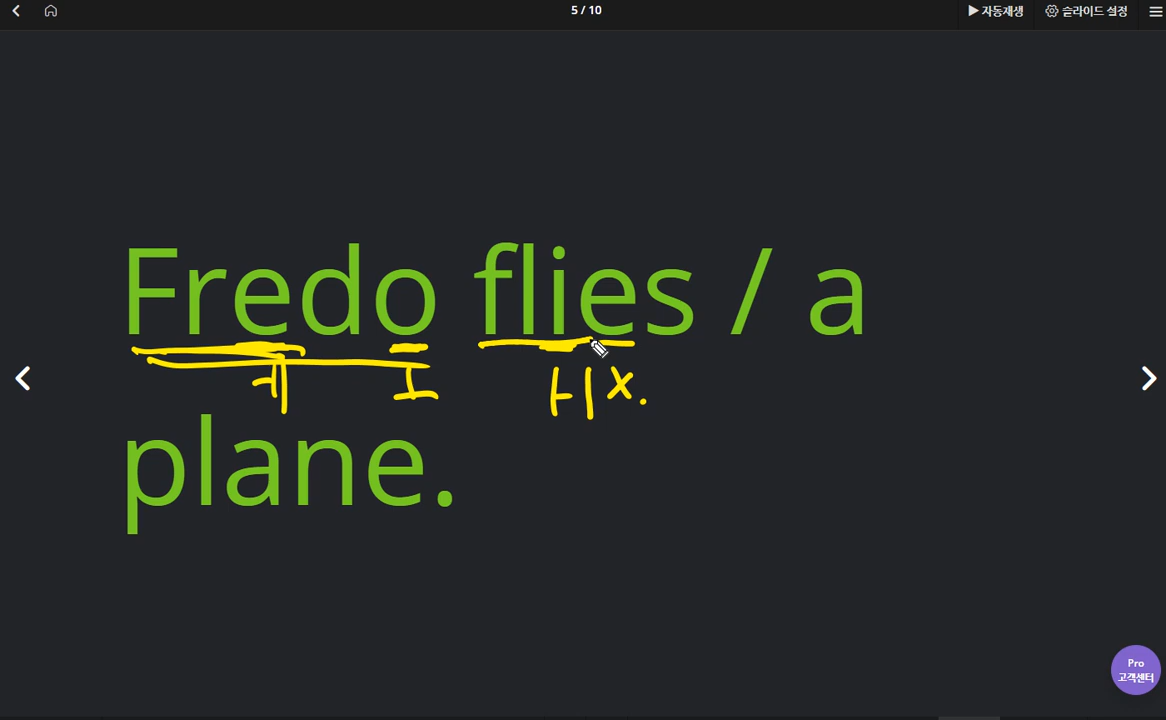 5 / 10
▶ 자동재생
슬라이드 설정
Fredo flies / a
ㅔ ㅗ ㅏㅣ x.
plane.
Pro
고객센터